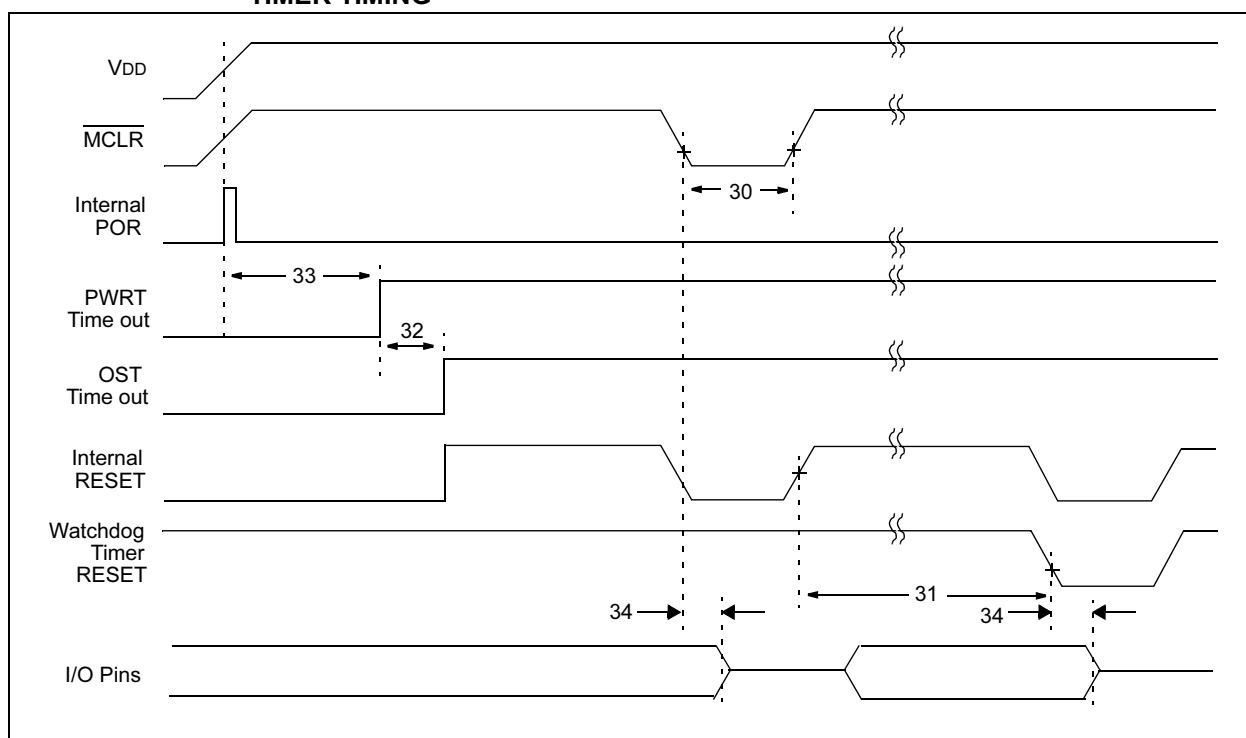 TIMER TIMING
VDD
MCLR
30
Internal
POR
33
PWRT
Time out
32
OST
Time out
Internal
RESET
Watchdog
Timer
RESET
31
34
34
I/O Pins